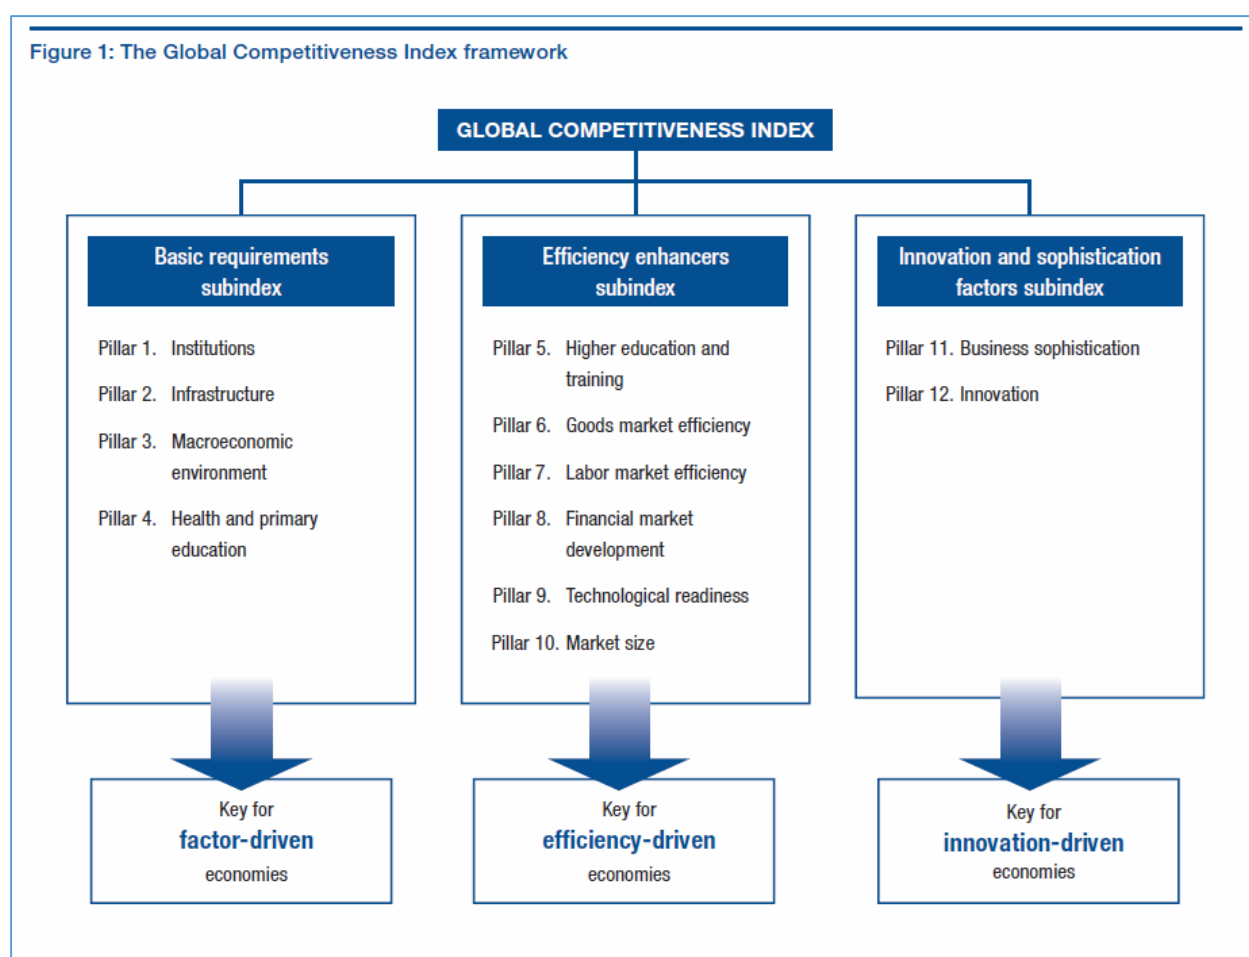 Figure 1: The Global Competitiveness Index framework
GLOBAL COMPETITIVENESS INDEX
Basic requirements
subindex
Pillar 1. Institutions
Pillar 2. Infrastructure
Pillar 3. Macroeconomic
environment
Pillar 4. Health and primary
education
Key for
factor-driven
economies
Efficiency enhancers
subindex
Pillar 5. Higher education and
training
Pillar 6. Goods market efficiency
Pillar 7. Labor market efficiency
Pillar 8. Financial market
development
Pillar 9. Technological readiness
Pillar 10. Market size
Key for
efficiency-driven
economies
Innovation and sophistication
factors subindex
Pillar 11. Business sophistication
Pillar 12. Innovation
Key for
innovation-driven
economies